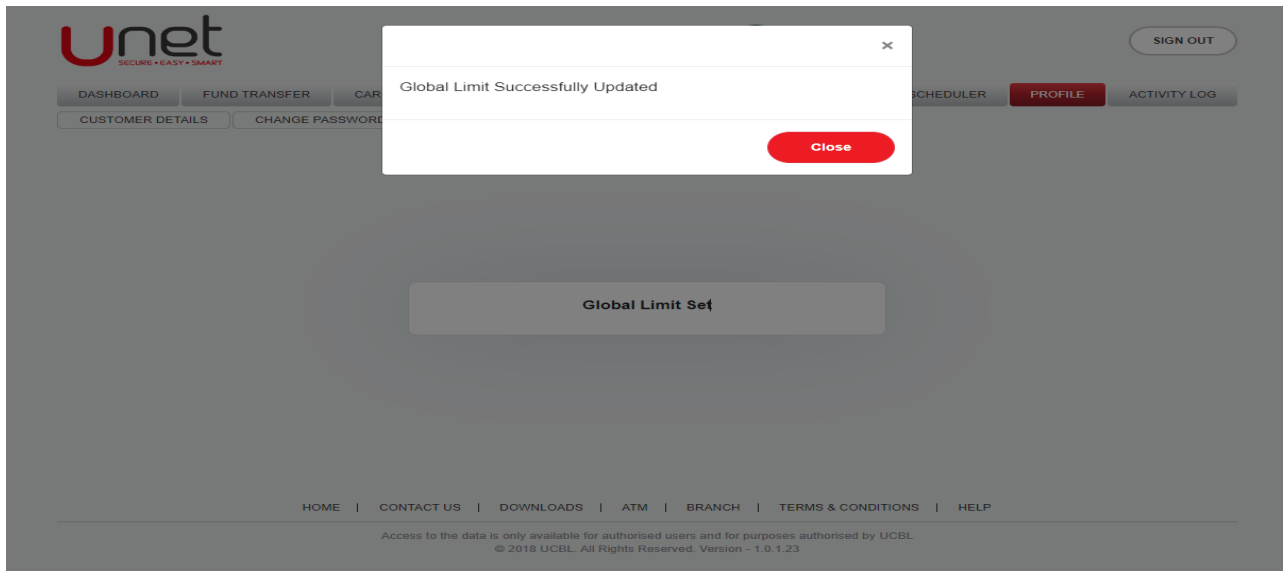 Unet
SECURE • EASY • SMART
SIGN OUT
×
Global Limit Successfully Updated
Close
DASHBOARD FUND TRANSFER CAR SCHEDULER PROFILE ACTIVITY LOG
CUSTOMER DETAILS CHANGE PASSWORD
Global Limit Set
HOME | CONTACT US | DOWNLOADS | ATM | BRANCH | TERMS & CONDITIONS | HELP
Access to the data is only available for authorised users and for purposes authorised by UCBL.
© 2018 UCBL. All Rights Reserved. Version - 1.0.1.23